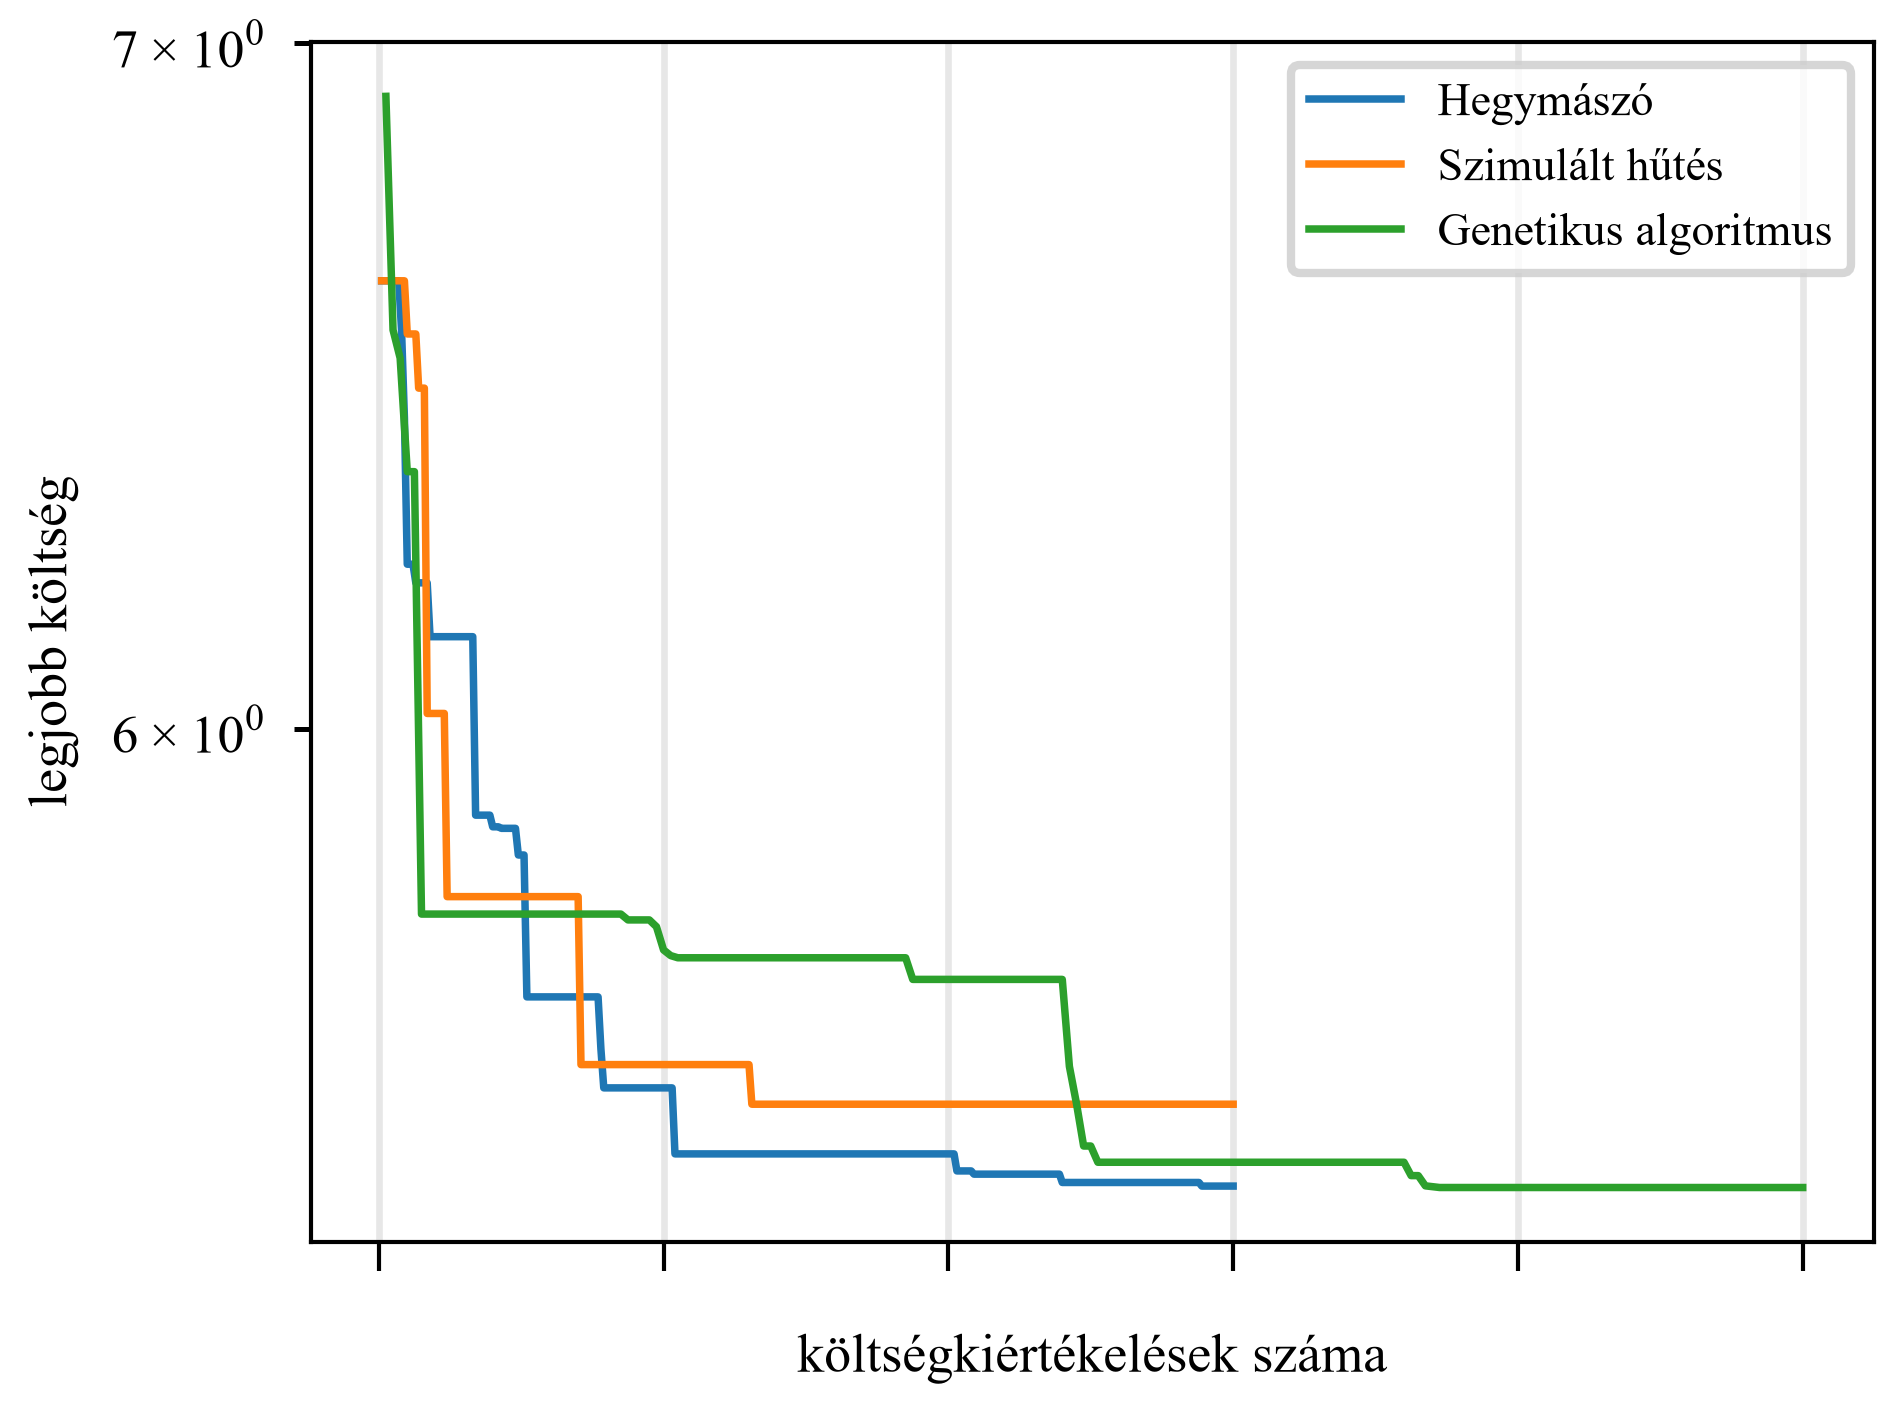 7 × 10⁰
6 × 10⁰
legjobb költség
Hegymászó
Szimulált hűtés
Genetikus algoritmus
költségkiértékelések száma